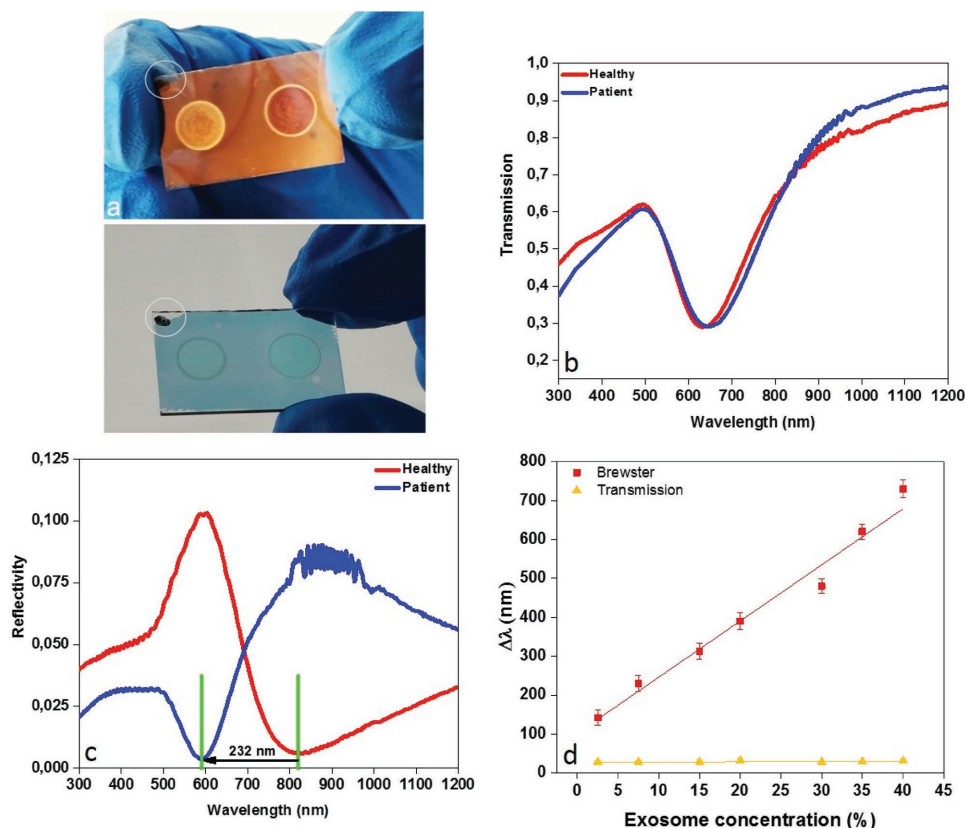 a
Healthy
Patient
1,0
0,9
0,8
0,7
0,6
0,5
0,4
0,3
0,2
Transmission
b
300 400 500 600 700 800 900 1000 1100 1200
Wavelength (nm)
0,125
0,100
0,075
0,050
0,025
0,000
Reflectivity
Healthy
Patient
232 nm
c
300 400 500 600 700 800 900 1000 1100 1200
Wavelength (nm)
Brewster
Transmission
800
700
600
500
400
300
200
100
0
Δλ (nm)
d
0 5 10 15 20 25 30 35 40 45
Exosome concentration (%)